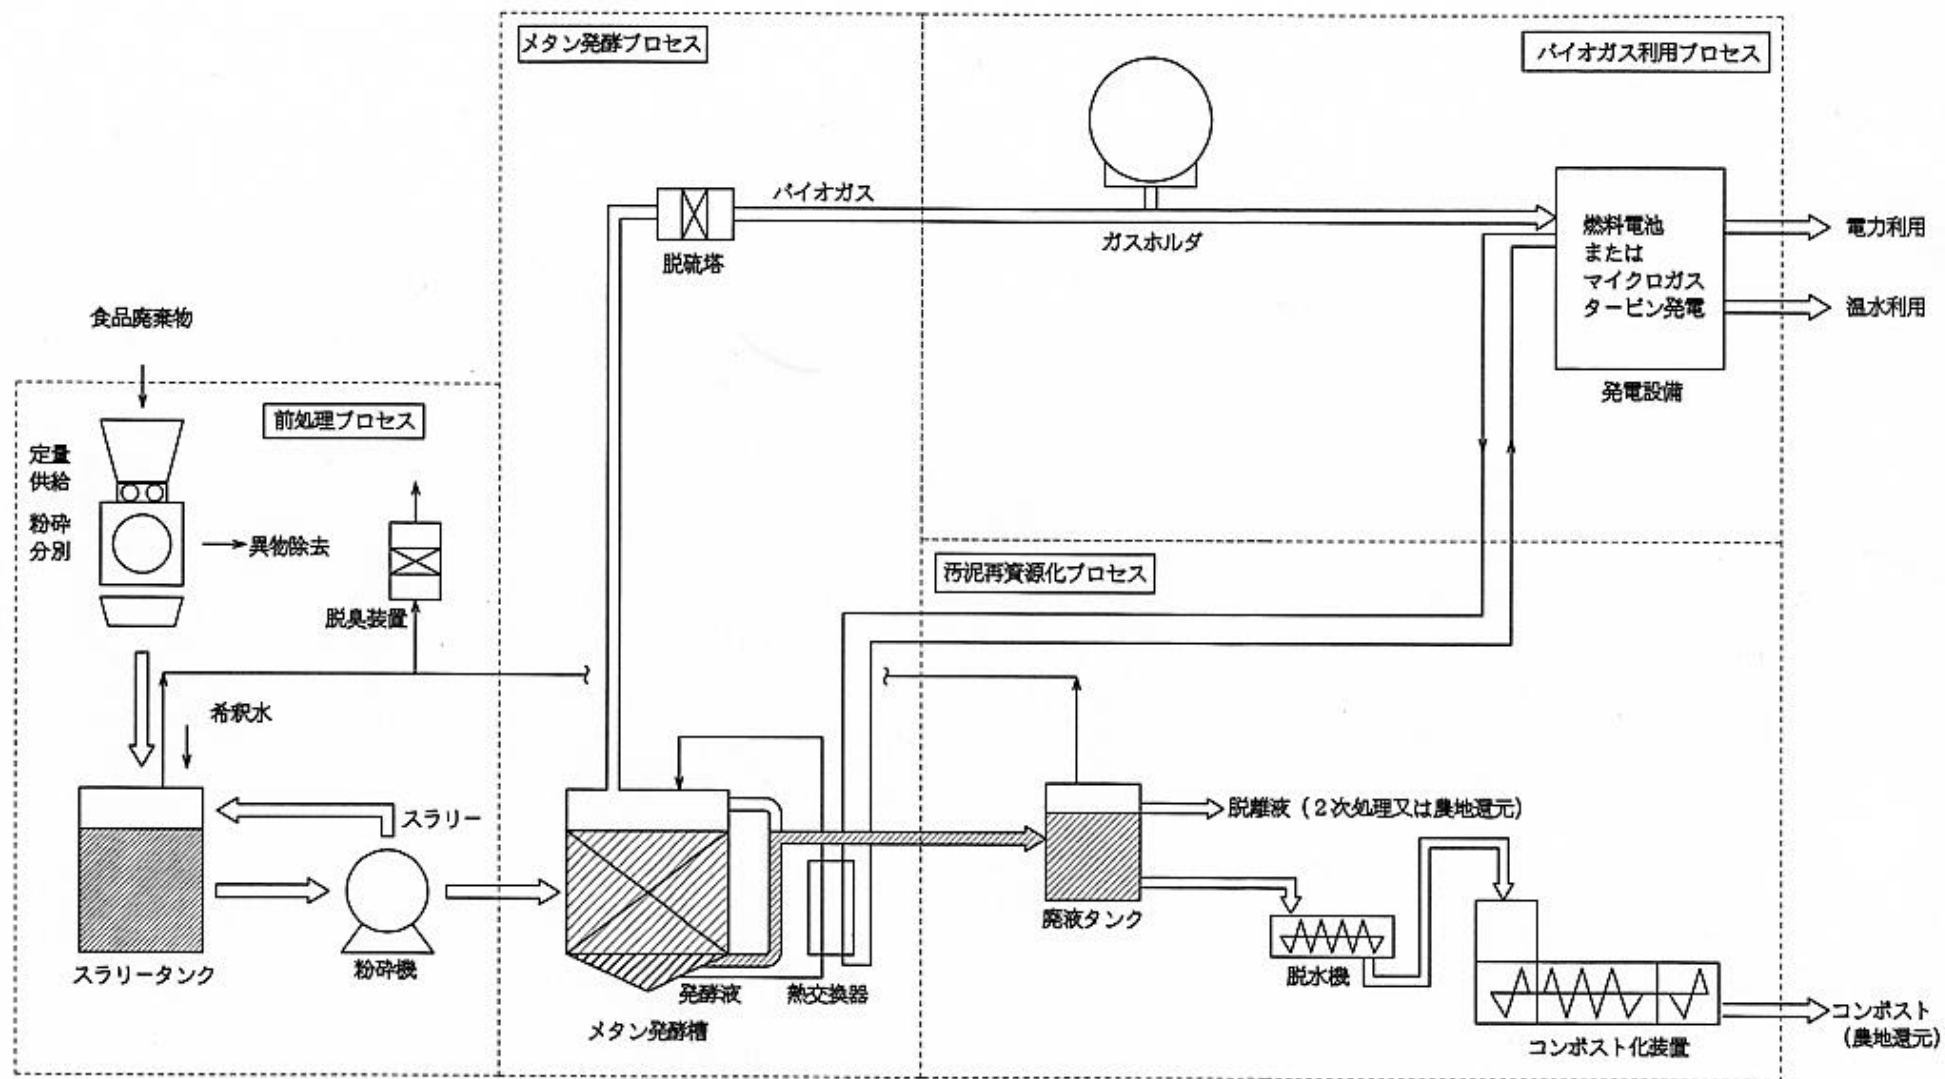 メタン発酵プロセス
バイオガス利用プロセス
バイオガス
脱硫塔
ガスホルダ
燃料電池
または
マイクロガス
タービン発電
発電設備
電力利用
温水利用
食品廃棄物
前処理プロセス
定量
供給
粉砕
分別
異物除去
脱臭装置
希釈水
スラリー
スラリータンク
粉砕機
メタン発酵槽
発酵液
熱交換器
汚泥再資源化プロセス
脱離液（２次処理又は農地還元）
廃液タンク
脱水機
コンポスト化装置
コンポスト
（農地還元）